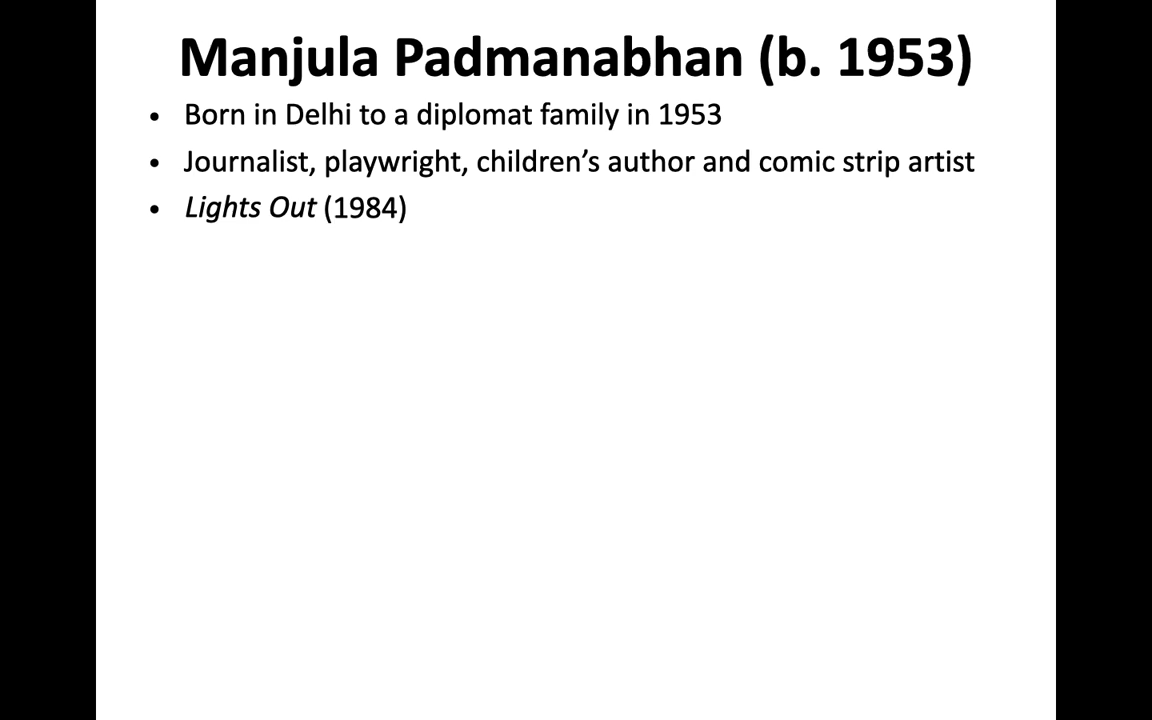 Manjula Padmanabhan (b. 1953)
• Born in Delhi to a diplomat family in 1953
• Journalist, playwright, children’s author and comic strip artist
• Lights Out (1984)